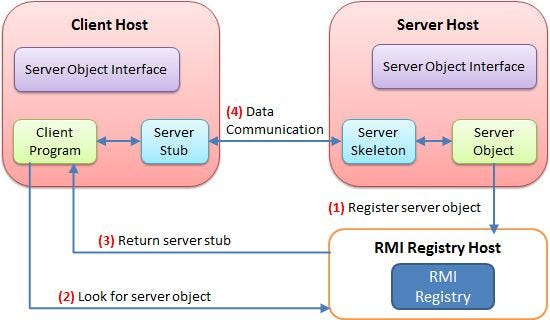 Client Host
Server Object Interface
Client
Program
Server
Stub
(4) Data
Communication
Server Host
Server Object Interface
Server
Skeleton
Server
Object
(1) Register server object
(3) Return server stub
(2) Look for server object
RMI Registry Host
RMI
Registry